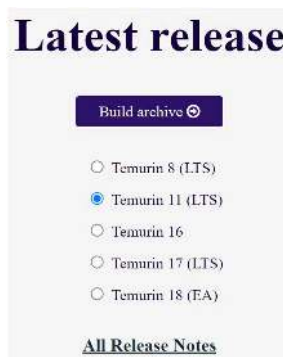 Latest release
Build archive
Temurin 8 (LTS)
Temurin 11 (LTS)
Temurin 16
Temurin 17 (LTS)
Temurin 18 (EA)
All Release Notes